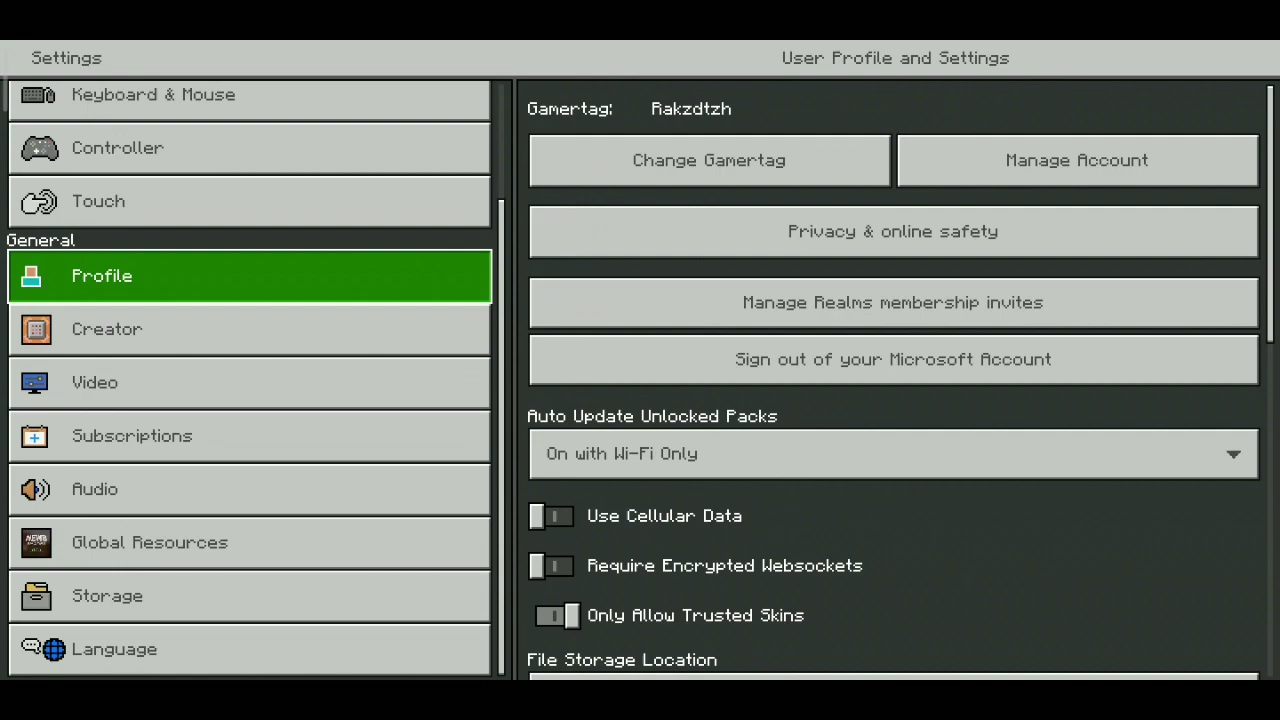 Settings
User Profile and Settings
Keyboard & Mouse
Controller
Touch
General
Profile
Creator
Video
Subscriptions
Audio
Global Resources
Storage
Language
Gamertag: Rakzdtzh
Change Gamertag
Manage Account
Privacy & online safety
Manage Realms membership invites
Sign out of your Microsoft Account
Auto Update Unlocked Packs
On with Wi-Fi Only
Use Cellular Data
Require Encrypted Websockets
Only Allow Trusted Skins
File Storage Location